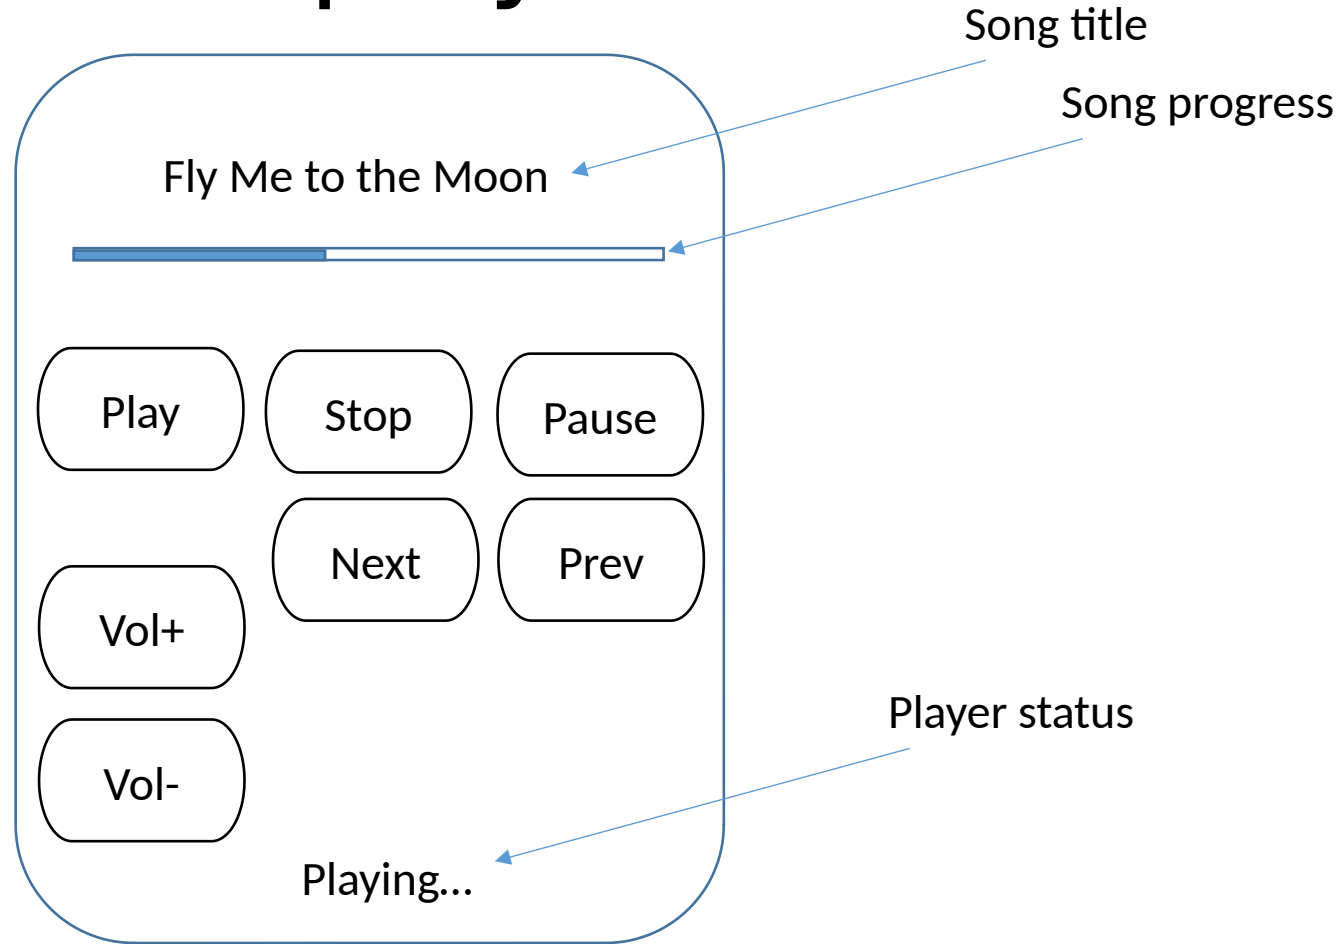 Song title
Song progress
Fly Me to the Moon
Play
Stop
Pause
Next
Prev
Vol+
Vol-
Player status
Playing...